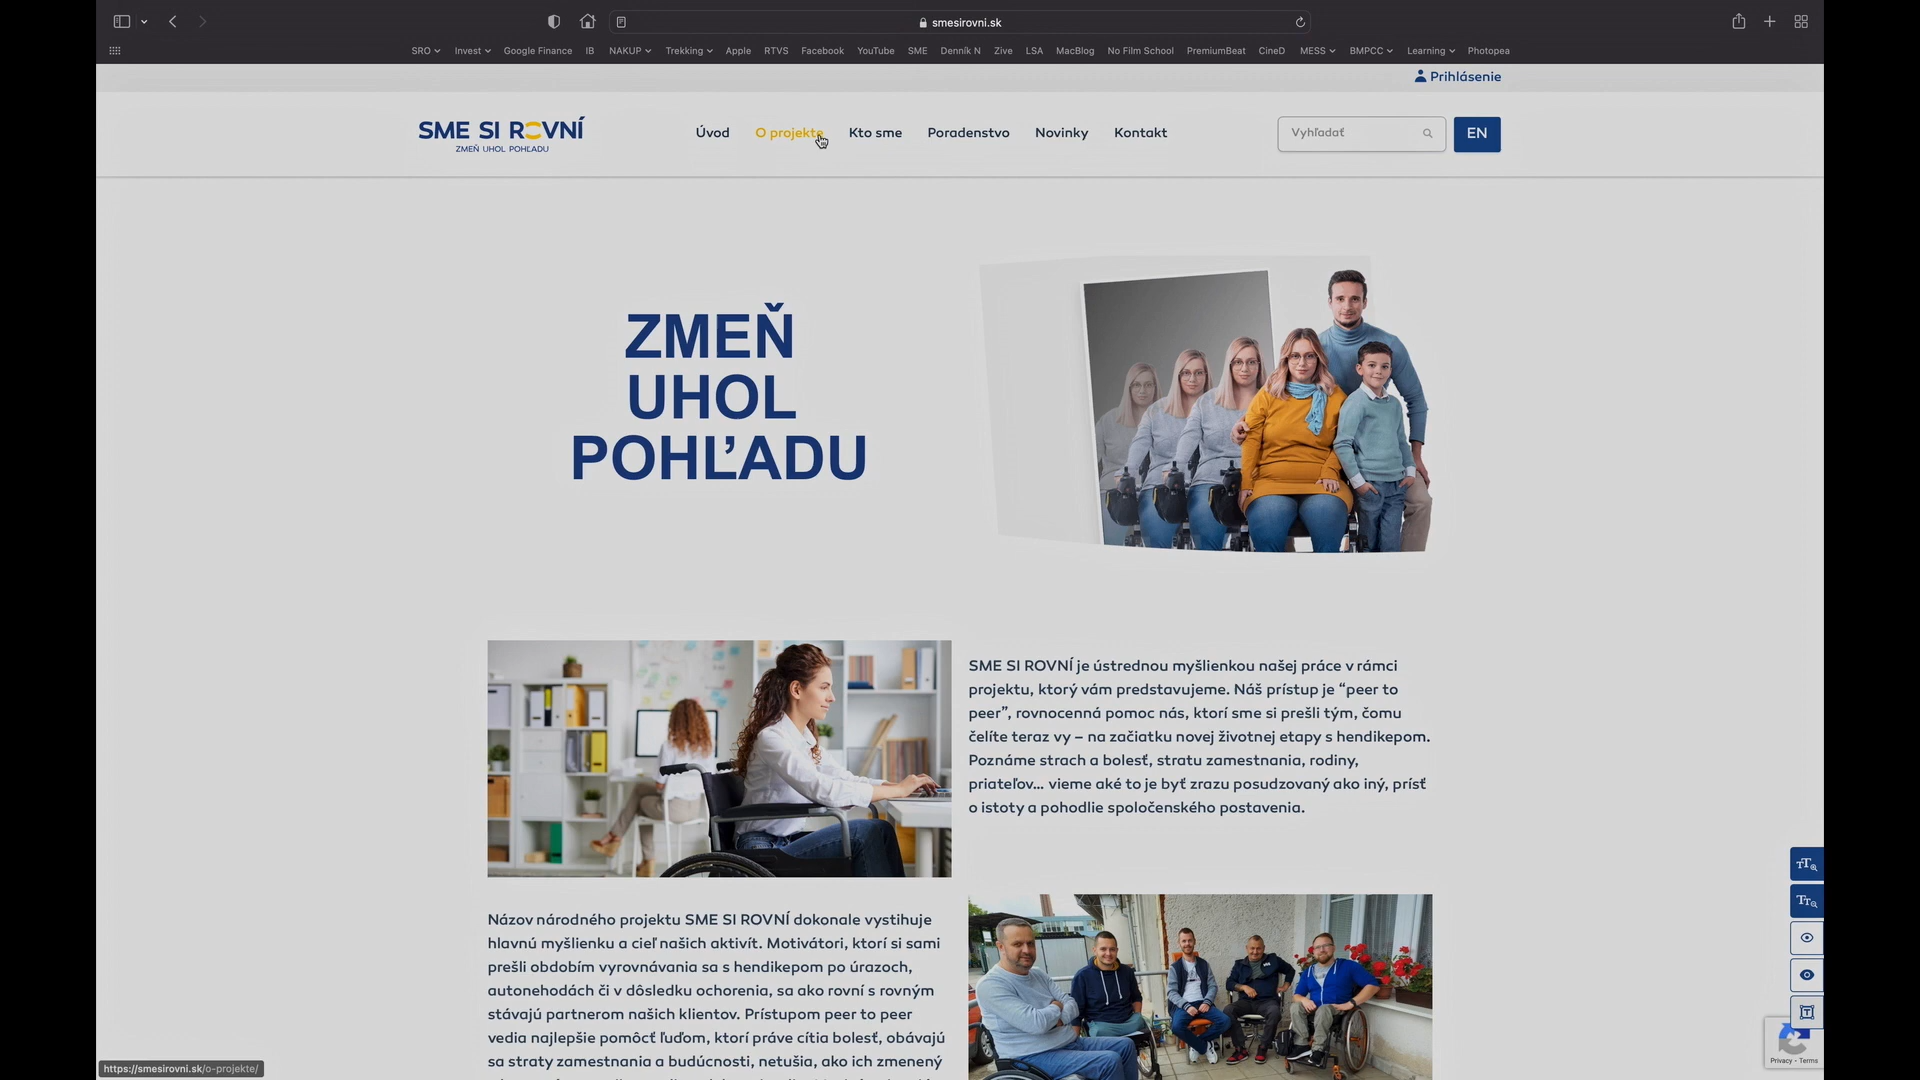 smesirovni.sk
SRO Invest Google Finance IB NAKUP Trekking Apple RTVS Facebook YouTube SME Denník N Zive LSA MacBlog No Film School PremiumBeat CineD MESS BMPCC Learning Photopea
Prihlásenie
SME SI ROVNÍ
ZMEŇ UHOL POHĽADU
Úvod O projekte Kto sme Poradenstvo Novinky Kontakt
Vyhľadať
EN
ZMEŇ
UHOL
POHĽADU
SME SI ROVNÍ je ústrednou myšlienkou našej práce v rámci
projektu, ktorý vám predstavujeme. Náš prístup je “peer to
peer”, rovnocenná pomoc nás, ktorí sme si prešli tým, čomu
čelíte teraz vy – na začiatku novej životnej etapy s hendikepom.
Poznáme strach a bolesť, stratu zamestnania, rodiny,
priateľov... vieme aké to je byť zrazu posudzovaný ako iný, prísť
o istoty a pohodlie spoločenského postavenia.
Názov národného projektu SME SI ROVNÍ dokonale vystihuje
hlavnú myšlienku a cieľ našich aktivít. Motivátori, ktorí si sami
prešli obdobím vyrovnávania sa s hendikepom po úrazoch,
autonehodách či v dôsledku ochorenia, sa ako rovní s rovným
stávajú partnerom našich klientov. Prístupom peer to peer
vedia najlepšie pomôcť ľuďom, ktorí práve cítia bolesť, obávajú
sa straty zamestnania a budúcnosti, netušia, ako ich zmenený
Privacy - Terms
https://smesirovni.sk/o-projekte/